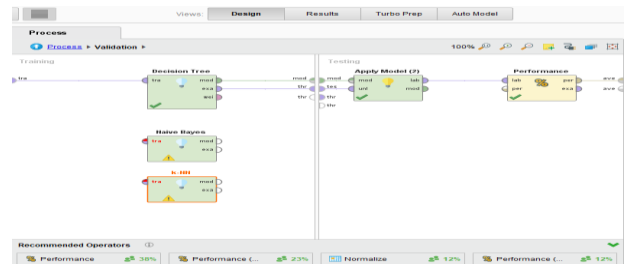 Views: Design Results Turbo Prep Auto Model
Process
Process ▸ Validation ▸ 100%
Training Testing
Decision Tree Apply Model (2) Performance
tra tra mod mod mod mod lab lab per ave
exa thr tes unl mod per exa ave
wei thr thr
thr
Naive Bayes
tra mod
exa
k-NN
tra mod
exa
Recommended Operators
Performance 38% Performance (... 23% Normalize 12% Performance (... 12%